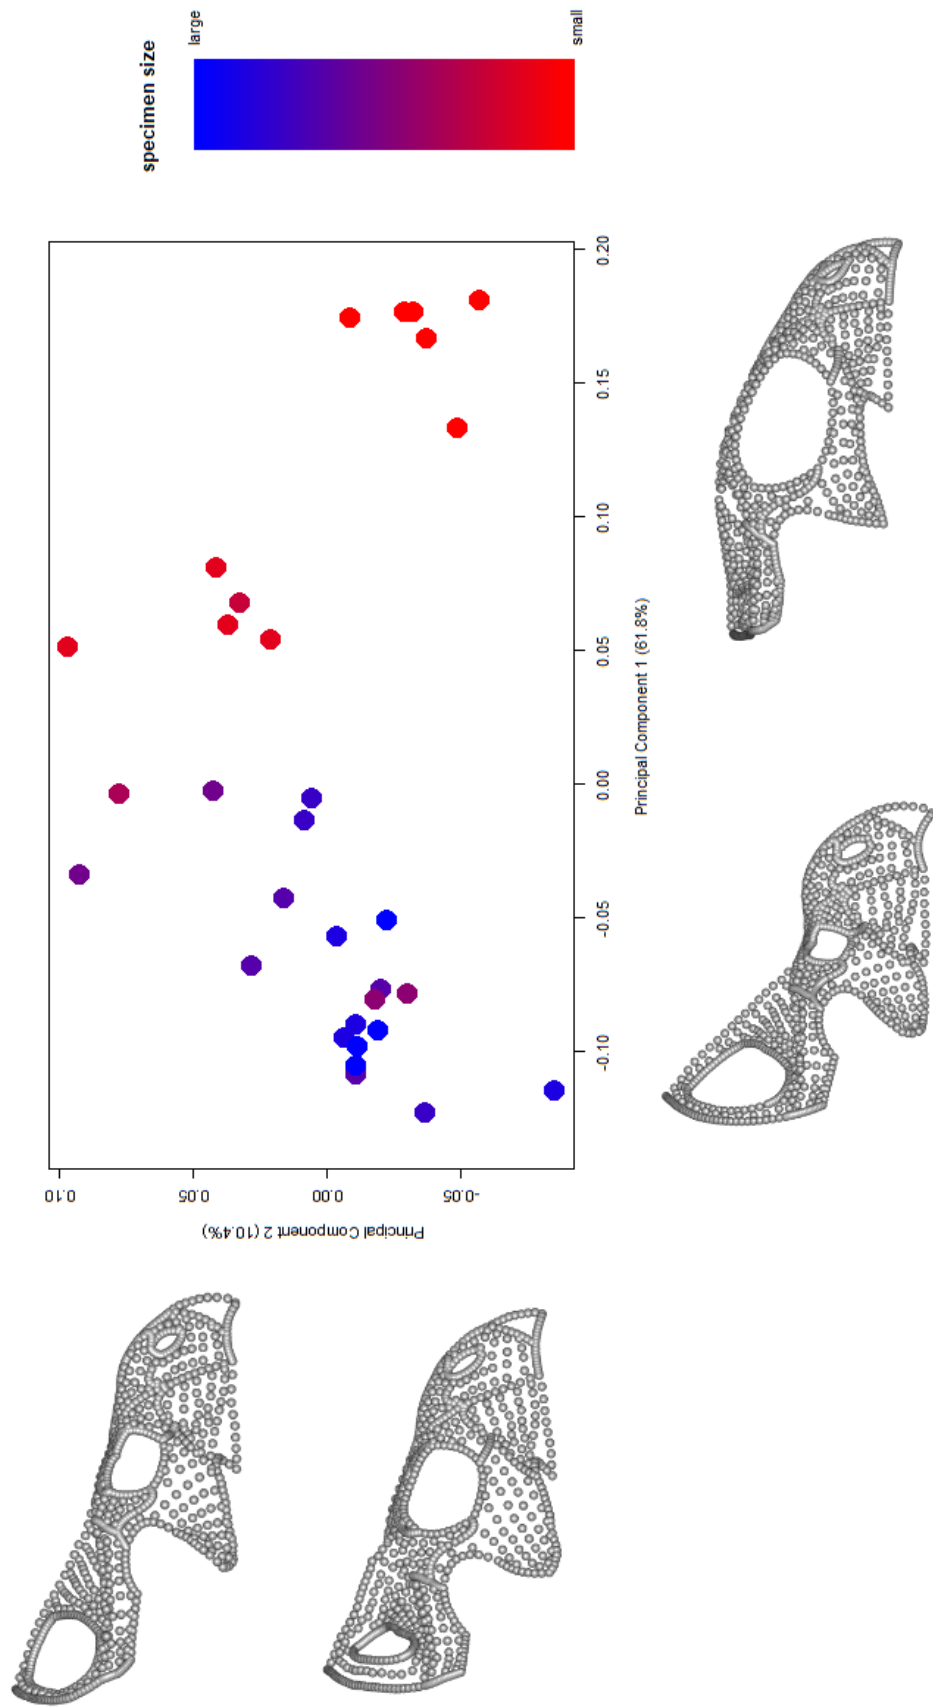 specimen size
large
small
0.10
0.05
0.00
-0.05
Principal Component 2 (10.4%)
-0.10
-0.05
0.00
0.05
0.10
0.15
0.20
Principal Component 1 (61.8%)